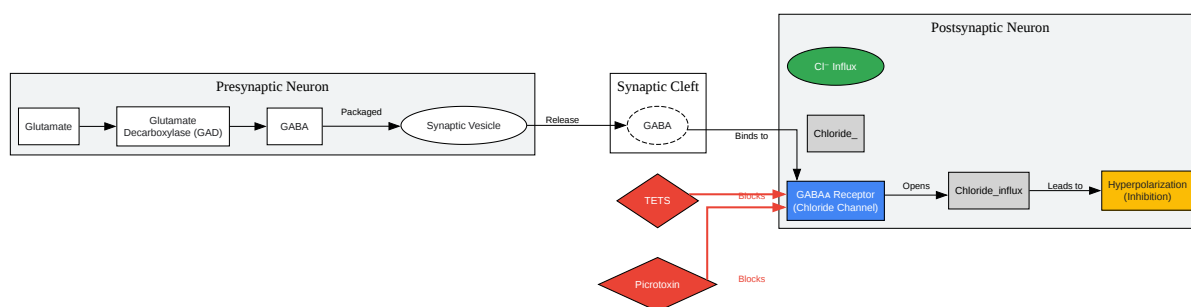 Postsynaptic Neuron
Cl⁻ Influx
Presynaptic Neuron
Synaptic Cleft
Glutamate
Glutamate
Decarboxylase (GAD)
GABA
Packaged
Synaptic Vesicle
Release
GABA
Binds to
Chloride_
TETS
Blocks
GABAᴀ Receptor
(Chloride Channel)
Opens
Chloride_influx
Leads to
Hyperpolarization
(Inhibition)
Picrotoxin
Blocks